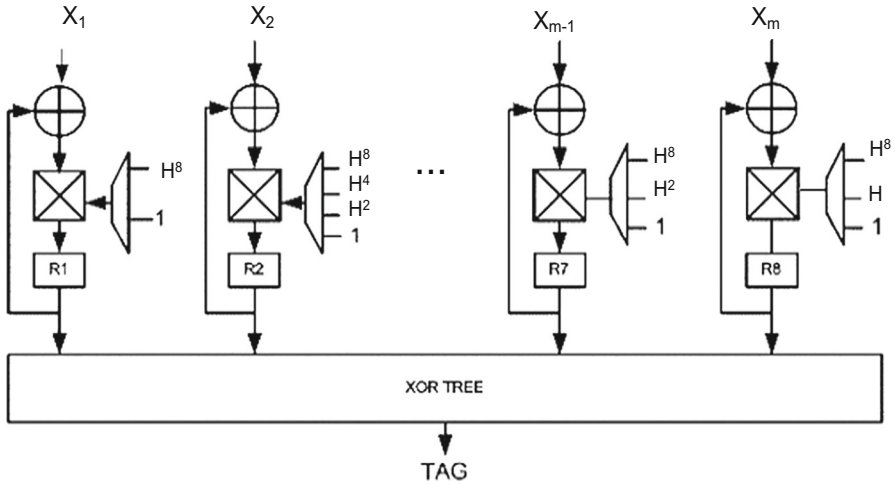 X₁ X₂ Xₘ₋₁ Xₘ
H⁸
1
H⁸
H⁴
H²
1
...
H⁸
H²
1
H⁸
H
1
R1 R2 R7 R8
XOR TREE
TAG